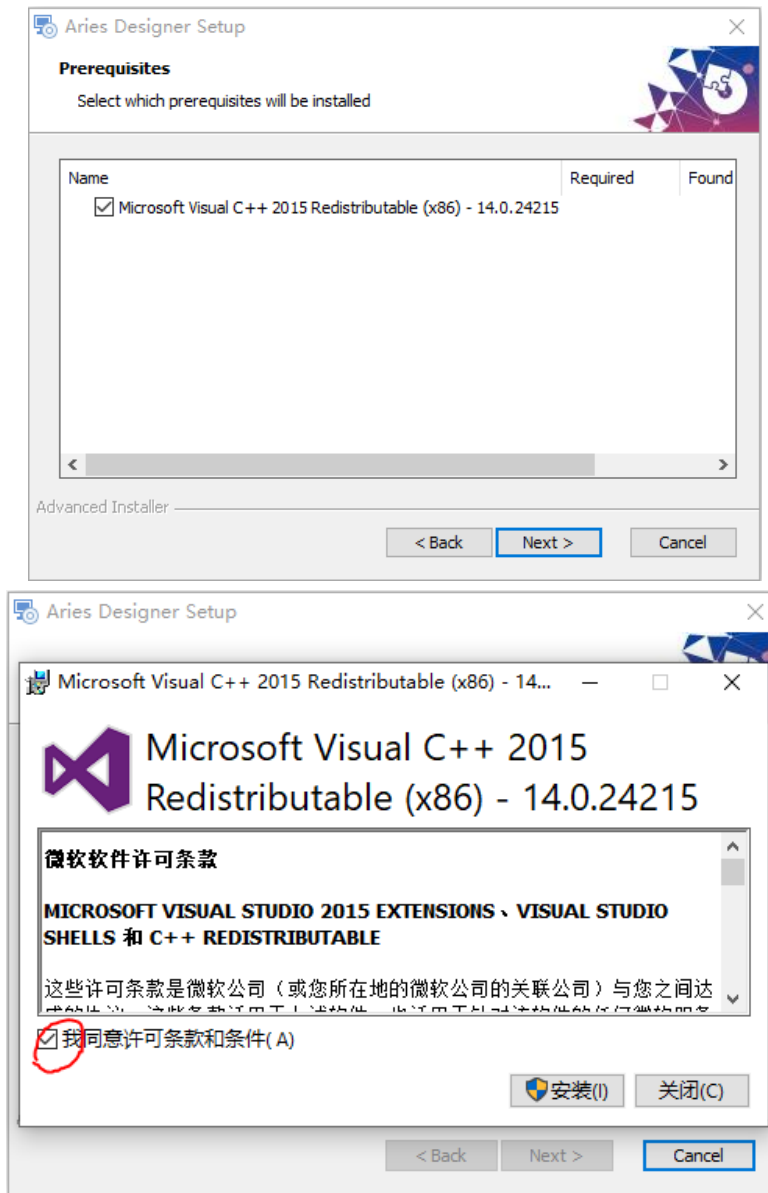 Aries Designer Setup
Prerequisites
Select which prerequisites will be installed
Name Required Found
Microsoft Visual C++ 2015 Redistributable (x86) - 14.0.24215
Advanced Installer
< Back Next > Cancel
Aries Designer Setup
Microsoft Visual C++ 2015 Redistributable (x86) - 14...
Microsoft Visual C++ 2015
Redistributable (x86) - 14.0.24215
微软软件许可条款
MICROSOFT VISUAL STUDIO 2015 EXTENSIONS、VISUAL STUDIO
SHELLS 和 C++ REDISTRIBUTABLE
这些许可条款是微软公司（或您所在地的微软公司的关联公司）与您之间达
我同意许可条款和条件(A)
安装(I) 关闭(C)
< Back Next > Cancel